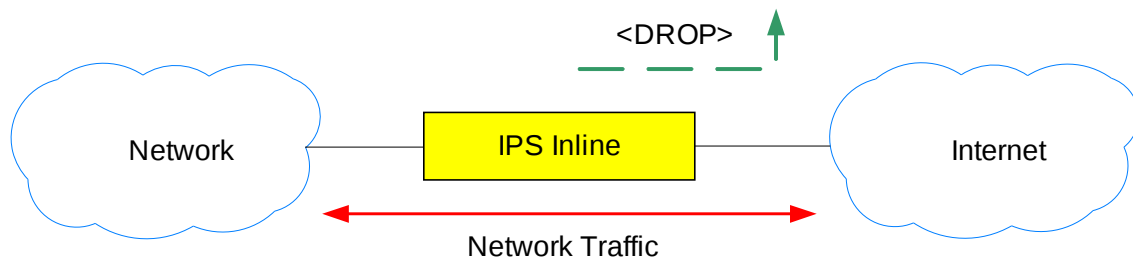 <DROP>
Network
IPS Inline
Internet
Network Traffic